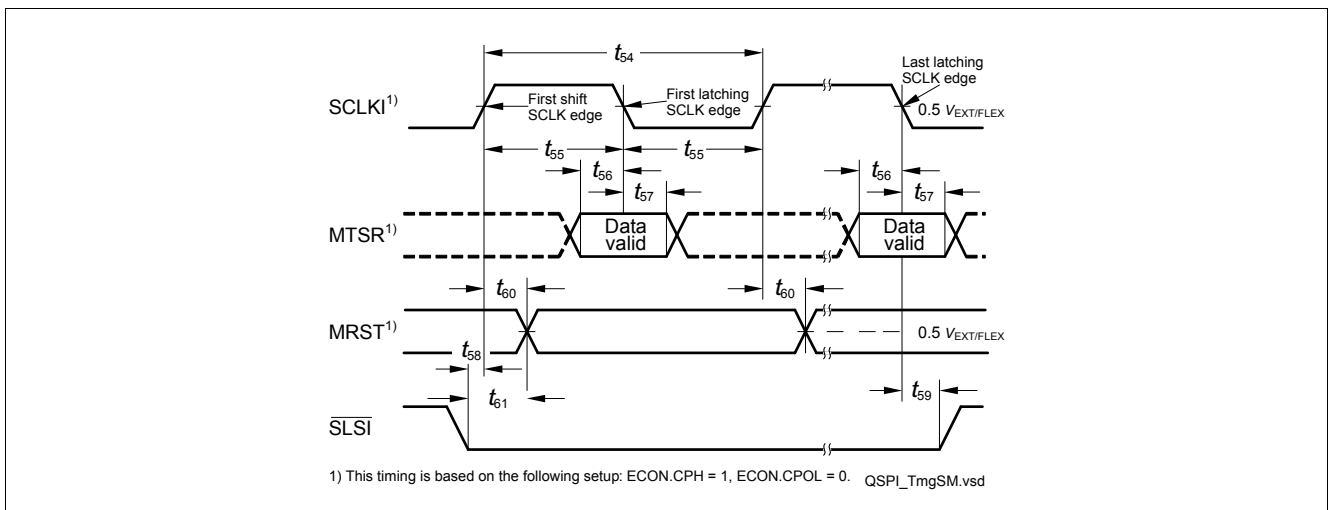 t54
Last latching
SCLK edge
SCLKI1)
First shift
SCLK edge
First latching
SCLK edge
0.5 VEXT/FLEX
t55
t55
t56
t56
t57
t57
MTSR1)
Data
valid
Data
valid
t60
t60
MRST1)
0.5 VEXT/FLEX
t58
t61
t59
SLSI
1) This timing is based on the following setup: ECON.CPH = 1, ECON.CPOL = 0.
QSPI_TmgSM.vsd